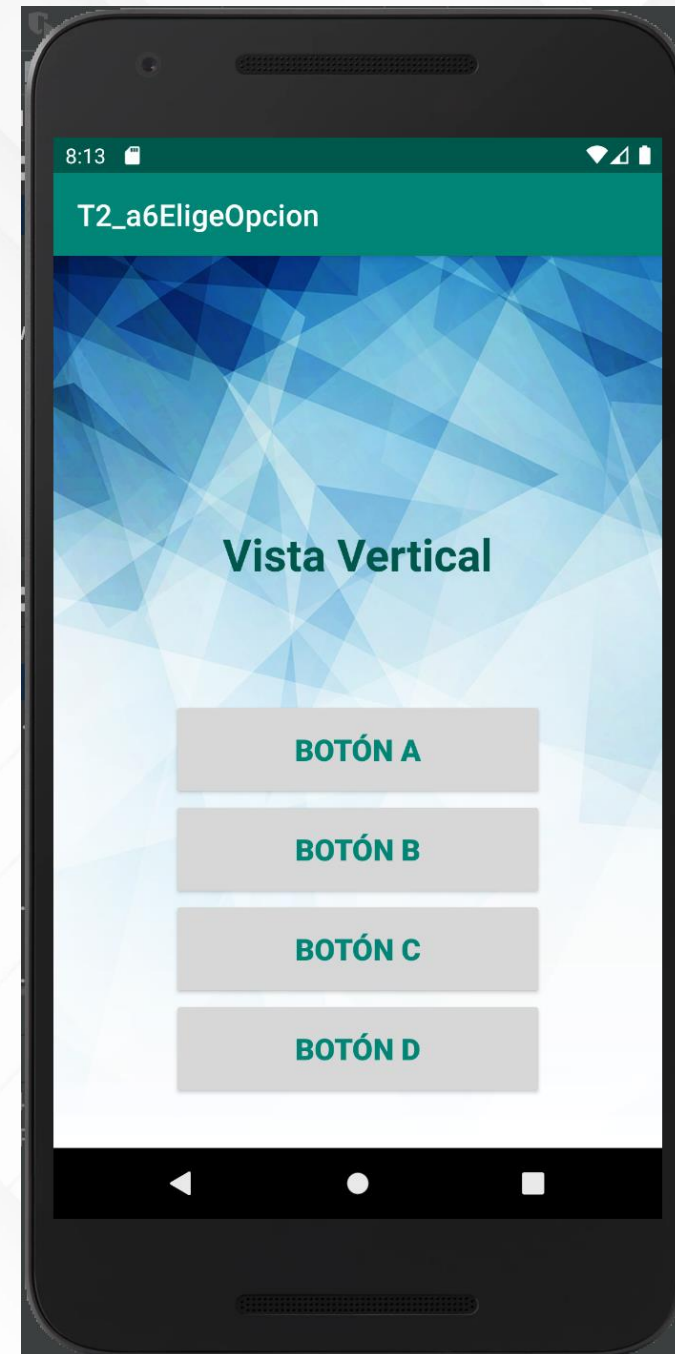 8:13
T2_a6EligeOpcion
Vista Vertical
BOTÓN A
BOTÓN B
BOTÓN C
BOTÓN D